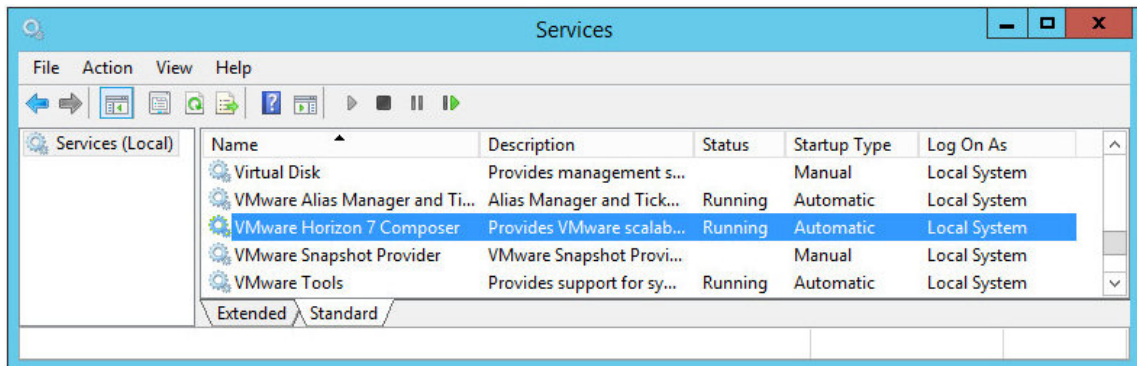 Services
File Action View Help
Services (Local)
Name Description Status Startup Type Log On As
Virtual Disk Provides management s... Manual Local System
VMware Alias Manager and Ti... Alias Manager and Tick... Running Automatic Local System
VMware Horizon 7 Composer Provides VMware scalab... Running Automatic Local System
VMware Snapshot Provider VMware Snapshot Provi... Manual Local System
VMware Tools Provides support for sy... Running Automatic Local System
Extended Standard